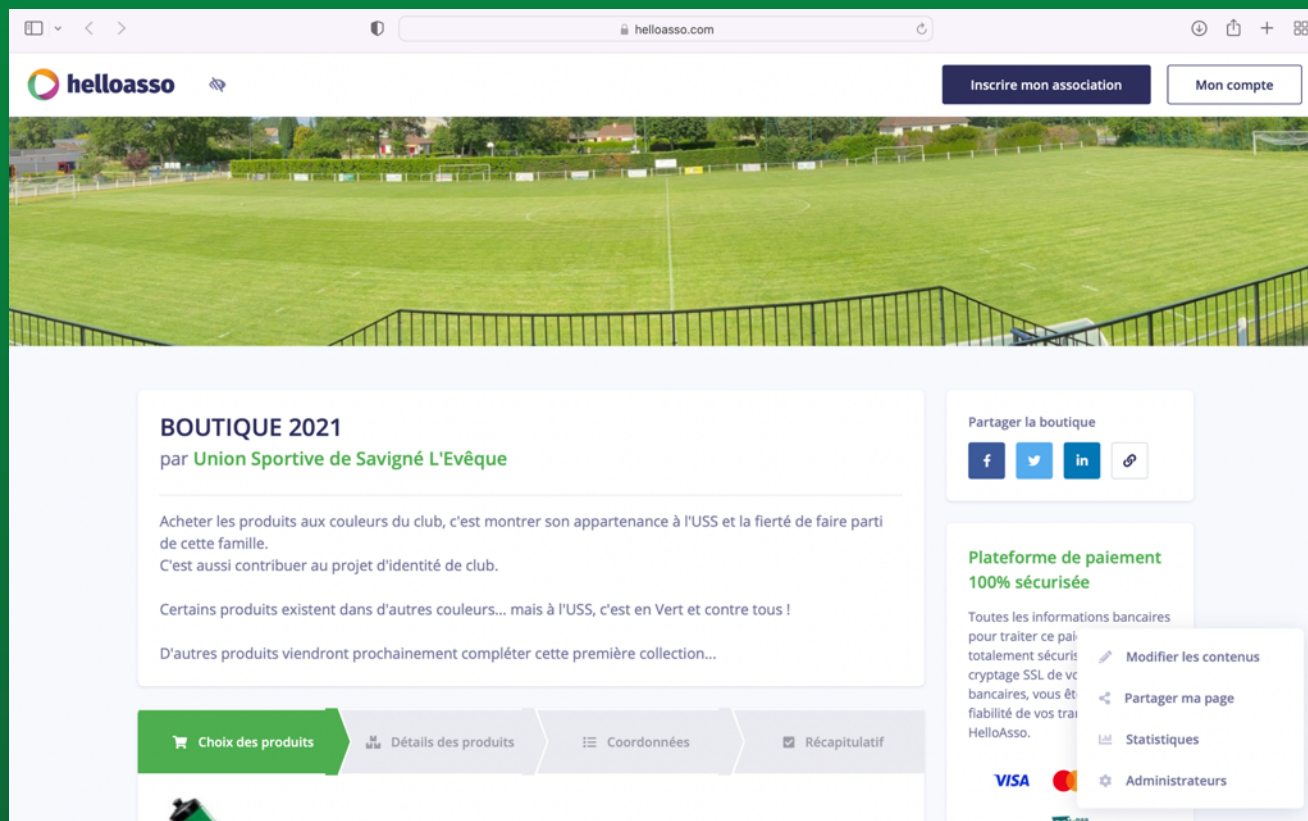 helloasso.com
helloasso
Inscrire mon association
Mon compte
BOUTIQUE 2021
par Union Sportive de Savigné L'Evêque
Acheter les produits aux couleurs du club, c'est montrer son appartenance à l'USS et la fierté de faire parti
de cette famille.
C'est aussi contribuer au projet d'identité de club.
Certains produits existent dans d'autres couleurs... mais à l'USS, c'est en Vert et contre tous !
D'autres produits viendront prochainement compléter cette première collection...
Choix des produits
Détails des produits
Coordonnées
Récapitulatif
Partager la boutique
f
in
Plateforme de paiement
100% sécurisée
Toutes les informations bancaires
pour traiter ce pai
totalement sécuris
cryptage SSL de vo
bancaires, vous êt
fiabilité de vos tra
HelloAsso.
VISA
Modifier les contenus
Partager ma page
Statistiques
Administrateurs